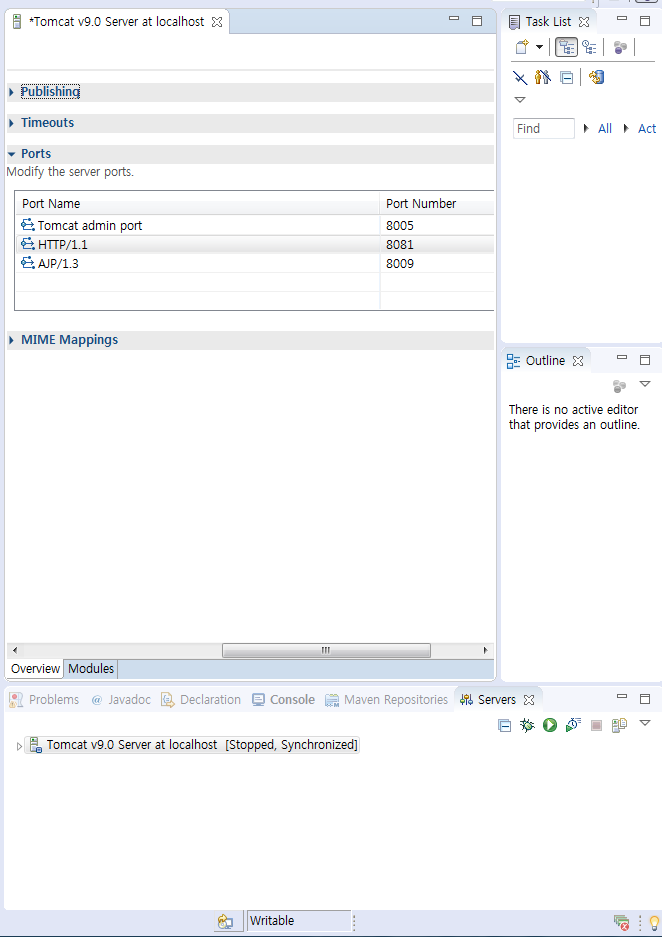 *Tomcat v9.0 Server at localhost
Publishing
Timeouts
Ports
Modify the server ports.
Port Name Port Number
Tomcat admin port 8005
HTTP/1.1 8081
AJP/1.3 8009
MIME Mappings
Overview Modules
Task List
Find All Act
Outline
There is no active editor
that provides an outline.
Problems @ Javadoc Declaration Console Maven Repositories Servers
Tomcat v9.0 Server at localhost [Stopped, Synchronized]
Writable